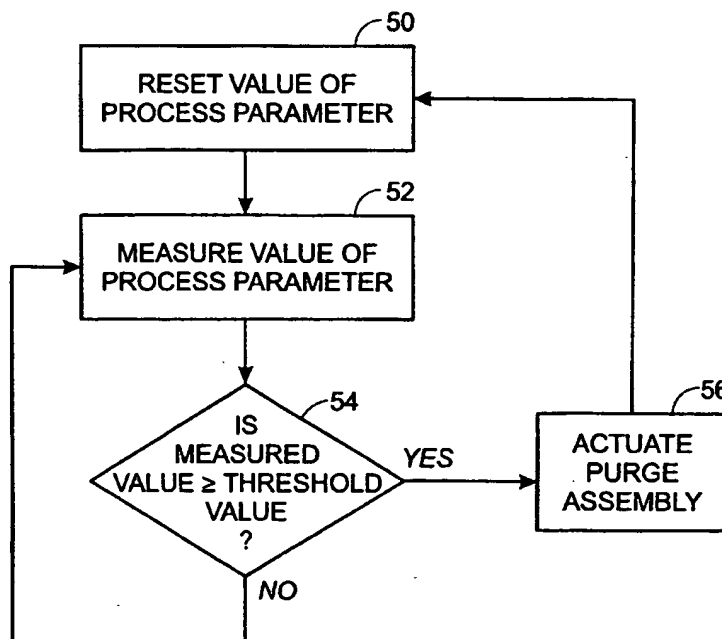 50
RESET VALUE OF
PROCESS PARAMETER
52
MEASURE VALUE OF
PROCESS PARAMETER
54
IS
MEASURED
VALUE ≥ THRESHOLD
VALUE
?
YES
NO
56
ACTUATE
PURGE
ASSEMBLY